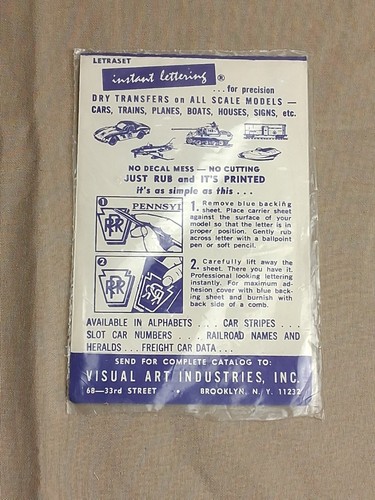 LETRASET
instant lettering ®
. . . for precision
DRY TRANSFERS on ALL SCALE MODELS —
CARS, TRAINS, PLANES, BOATS, HOUSES, SIGNS, etc.
NO DECAL MESS — NO CUTTING
JUST RUB and IT'S PRINTED
it's as simple as this . . .
1
PENNSYL
PRR
1. Remove blue backing
sheet. Place carrier sheet
against the surface of your
model so that the letter is in
proper position. Gently rub
across letter with a ballpoint
pen or soft pencil.
2
PRR
2. Carefully lift away the
sheet. There you have it.
Professional looking lettering
instantly. For maximum ad-
hesion cover with blue back-
ing sheet and burnish with
back side of a comb.
AVAILABLE IN ALPHABETS . . . CAR STRIPES . . .
SLOT CAR NUMBERS . . . RAILROAD NAMES AND
HERALDS . . . FREIGHT CAR DATA . . .
SEND FOR COMPLETE CATALOG TO:
VISUAL ART INDUSTRIES, INC.
68—33rd STREET • BROOKLYN, N. Y. 11232